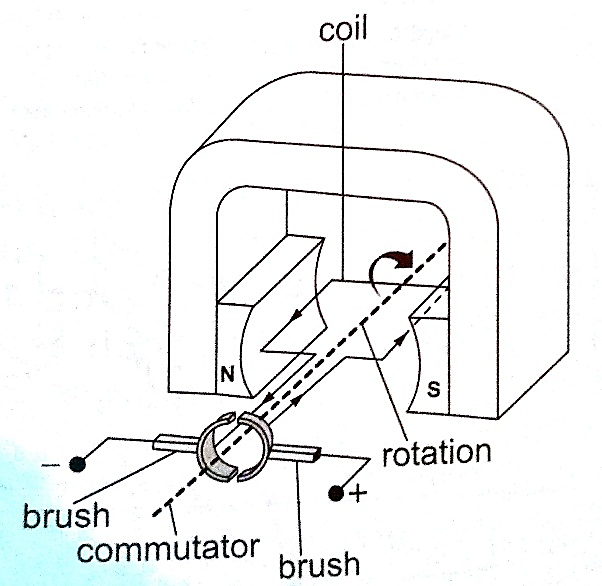 coil
N
S
rotation
−
+
brush
commutator
brush